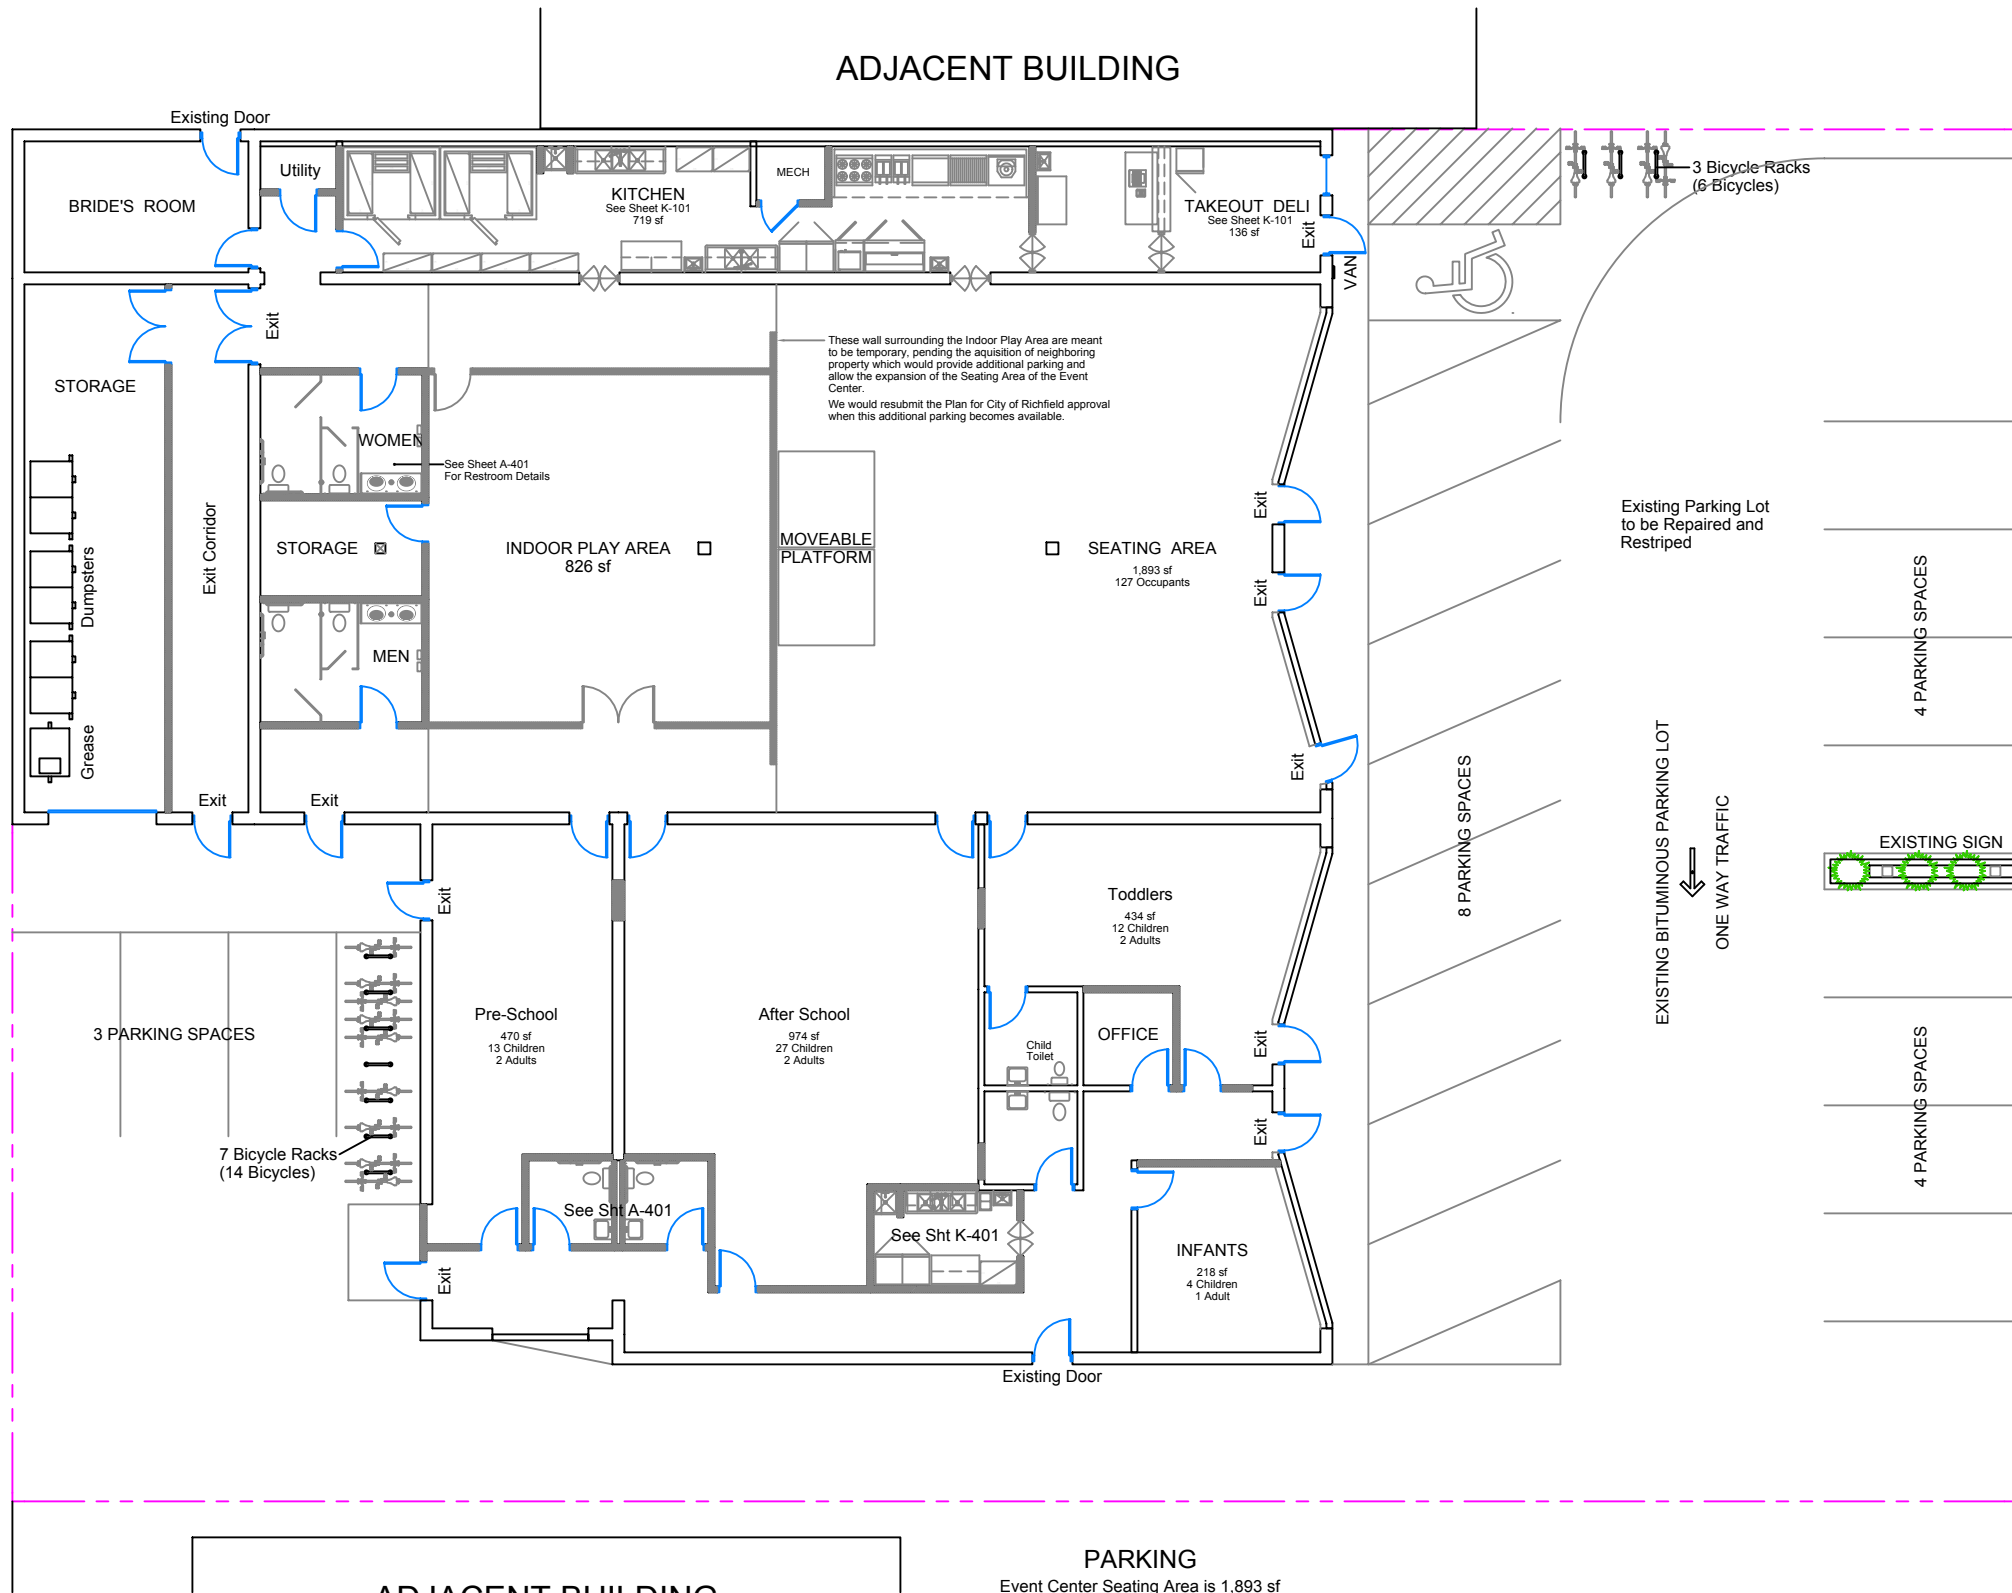 ADJACENT BUILDING
Existing Door
Utility
BRIDE'S  ROOM
KITCHEN
See Sheet K-101
719 sf
MECH
TAKEOUT  DELI
See Sheet K-101
136 sf
Exit
VAN
3 Bicycle Racks
(6 Bicycles)
Exit
STORAGE
These wall surrounding the Indoor Play Area are meant
to be temporary, pending the aquisition of neighboring
property which would provide additional parking and
allow the expansion of the Seating Area of the Event
Center.
We would resubmit the Plan for City of Richfield approval
when this additional parking becomes available.
WOMEN
See Sheet A-401
For Restroom Details
Exit Corridor
Dumpsters
Grease
STORAGE
INDOOR PLAY AREA
826 sf
MOVEABLE
PLATFORM
SEATING  AREA
1,893 sf
127 Occupants
Exit
Exit
Exit
Existing Parking Lot
to be Repaired and
Restriped
4 PARKING SPACES
MEN
Exit
Exit
8 PARKING SPACES
EXISTING BITUMINOUS PARKING LOT
ONE WAY TRAFFIC
EXISTING SIGN
Exit
Toddlers
434 sf
12 Children
2 Adults
3 PARKING SPACES
Pre-School
470 sf
13 Children
2 Adults
After School
974 sf
27 Children
2 Adults
Child
Toilet
OFFICE
Exit
Exit
4 PARKING SPACES
7 Bicycle Racks
(14 Bicycles)
See Sht A-401
See Sht K-401
INFANTS
218 sf
4 Children
1 Adult
Exit
Existing Door
ADJACENT BUILDING
PARKING
Event Center Seating Area is 1,893 sf